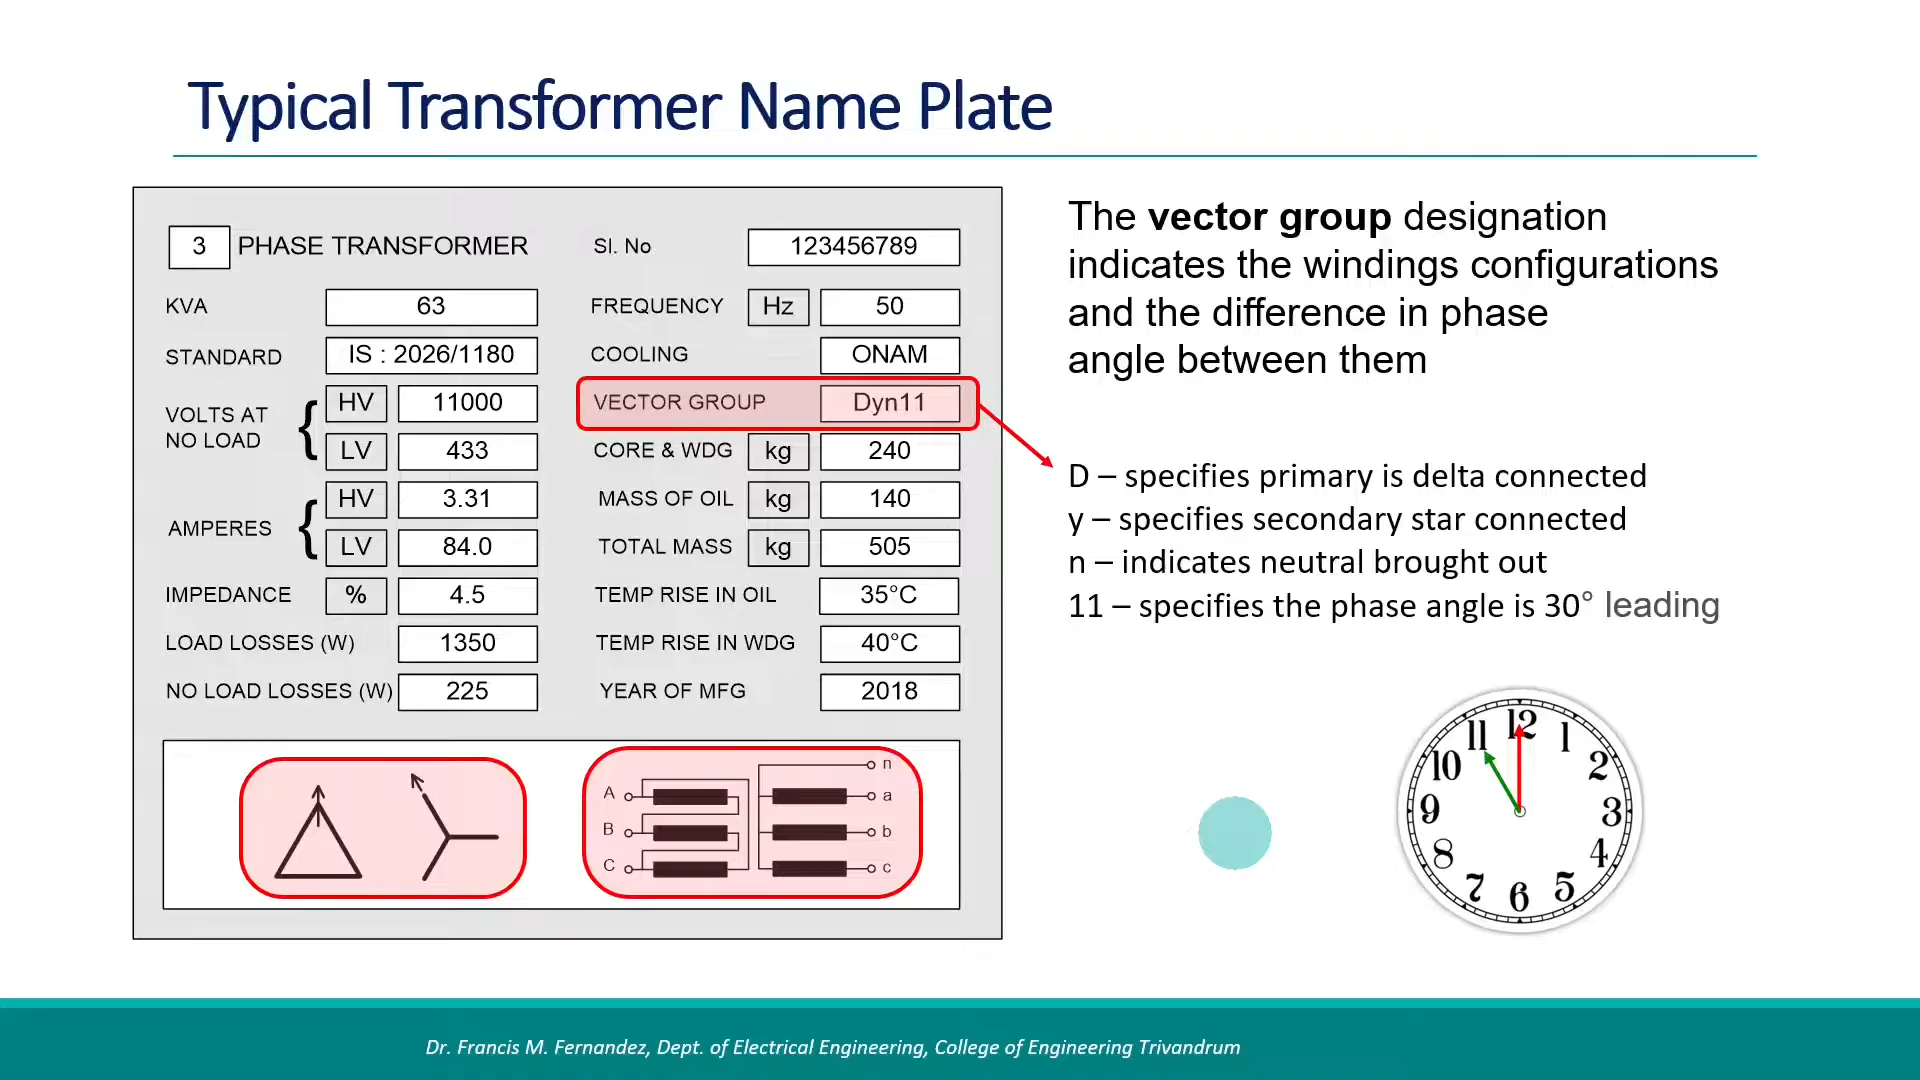 Typical Transformer Name Plate
3 PHASE TRANSFORMER
Sl. No 123456789
KVA 63
FREQUENCY Hz 50
STANDARD IS : 2026/1180
COOLING ONAM
VOLTS AT NO LOAD { HV 11000
LV 433
VECTOR GROUP Dyn11
CORE & WDG kg 240
AMPERES { HV 3.31
LV 84.0
MASS OF OIL kg 140
TOTAL MASS kg 505
IMPEDANCE % 4.5
TEMP RISE IN OIL 35°C
LOAD LOSSES (W) 1350
TEMP RISE IN WDG 40°C
NO LOAD LOSSES (W) 225
YEAR OF MFG 2018
A
B
C
n
a
b
c
The vector group designation
indicates the windings configurations
and the difference in phase
angle between them
D – specifies primary is delta connected
y – specifies secondary star connected
n – indicates neutral brought out
11 – specifies the phase angle is 30° leading
12
1
2
3
4
5
6
7
8
9
10
11
Dr. Francis M. Fernandez, Dept. of Electrical Engineering, College of Engineering Trivandrum